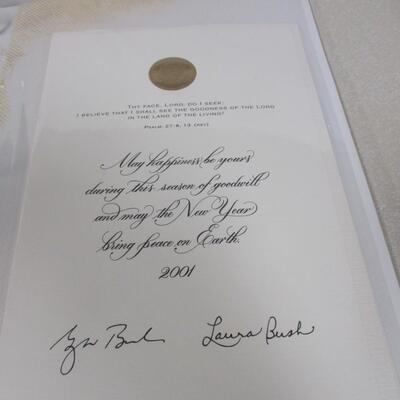 Thy face, Lord, do I seek:
I believe that I shall see the goodness of the Lord
in the land of the living!
Psalm 27:8, 13 (NRSV)
May happiness be yours
during this season of goodwill
and may the New Year
bring peace on Earth.
2001
Laura Bush